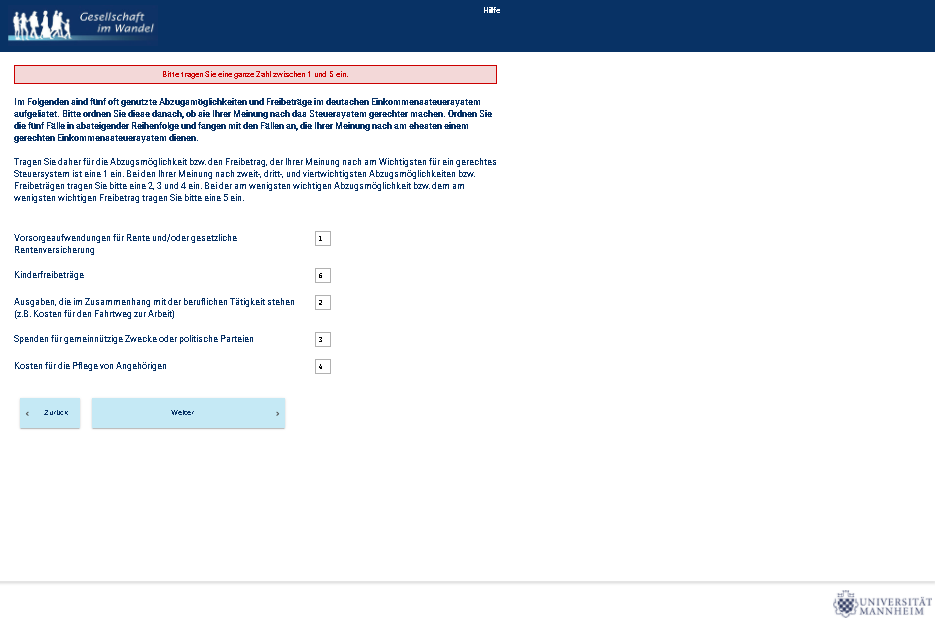 Gesellschaft
im Wandel
Hilfe
Bitte tragen Sie eine ganze Zahl zwischen 1 und 5 ein.
Im Folgenden sind fünf oft genutzte Abzugsmöglichkeiten und Freibeträge im deutschen Einkommenssteuersystem
aufgelistet. Bitte ordnen Sie diese danach, ob sie Ihrer Meinung nach das Steuersystem gerechter machen. Ordnen Sie
die fünf Fälle in absteigender Reihenfolge und fangen mit den Fällen an, die Ihrer Meinung nach am ehesten einem
gerechten Einkommenssteuersystem dienen.
Tragen Sie daher für die Abzugsmöglichkeit bzw. den Freibetrag, der Ihrer Meinung nach am Wichtigsten für ein gerechtes
Steuersystem ist eine 1 ein. Bei den Ihrer Meinung nach zweit-, dritt-, und viertwichtigsten Abzugsmöglichkeiten bzw.
Freibeträgen tragen Sie bitte eine 2, 3 und 4 ein. Bei der am wenigsten wichtigen Abzugsmöglichkeit bzw. dem am
wenigsten wichtigen Freibetrag tragen Sie bitte eine 5 ein.
Vorsorgeaufwendungen für Rente und/oder gesetzliche 1
Rentenversicherung
Kinderfreibeträge 6
Ausgaben, die im Zusammenhang mit der beruflichen Tätigkeit stehen 2
(z.B. Kosten für den Fahrtweg zur Arbeit)
Spenden für gemeinnützige Zwecke oder politische Parteien 3
Kosten für die Pflege von Angehörigen 4
‹ Zurück Weiter ›
UNIVERSITÄT
MANNHEIM